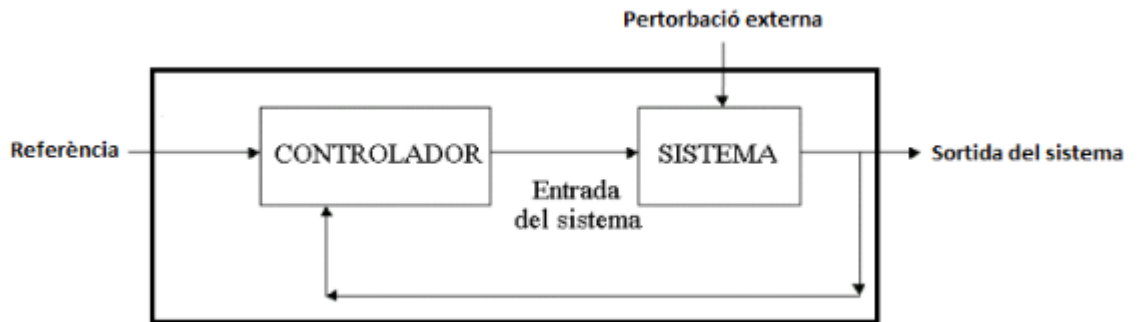 Pertorbació externa
Referència
CONTROLADOR
SISTEMA
Sortida del sistema
Entrada
del sistema